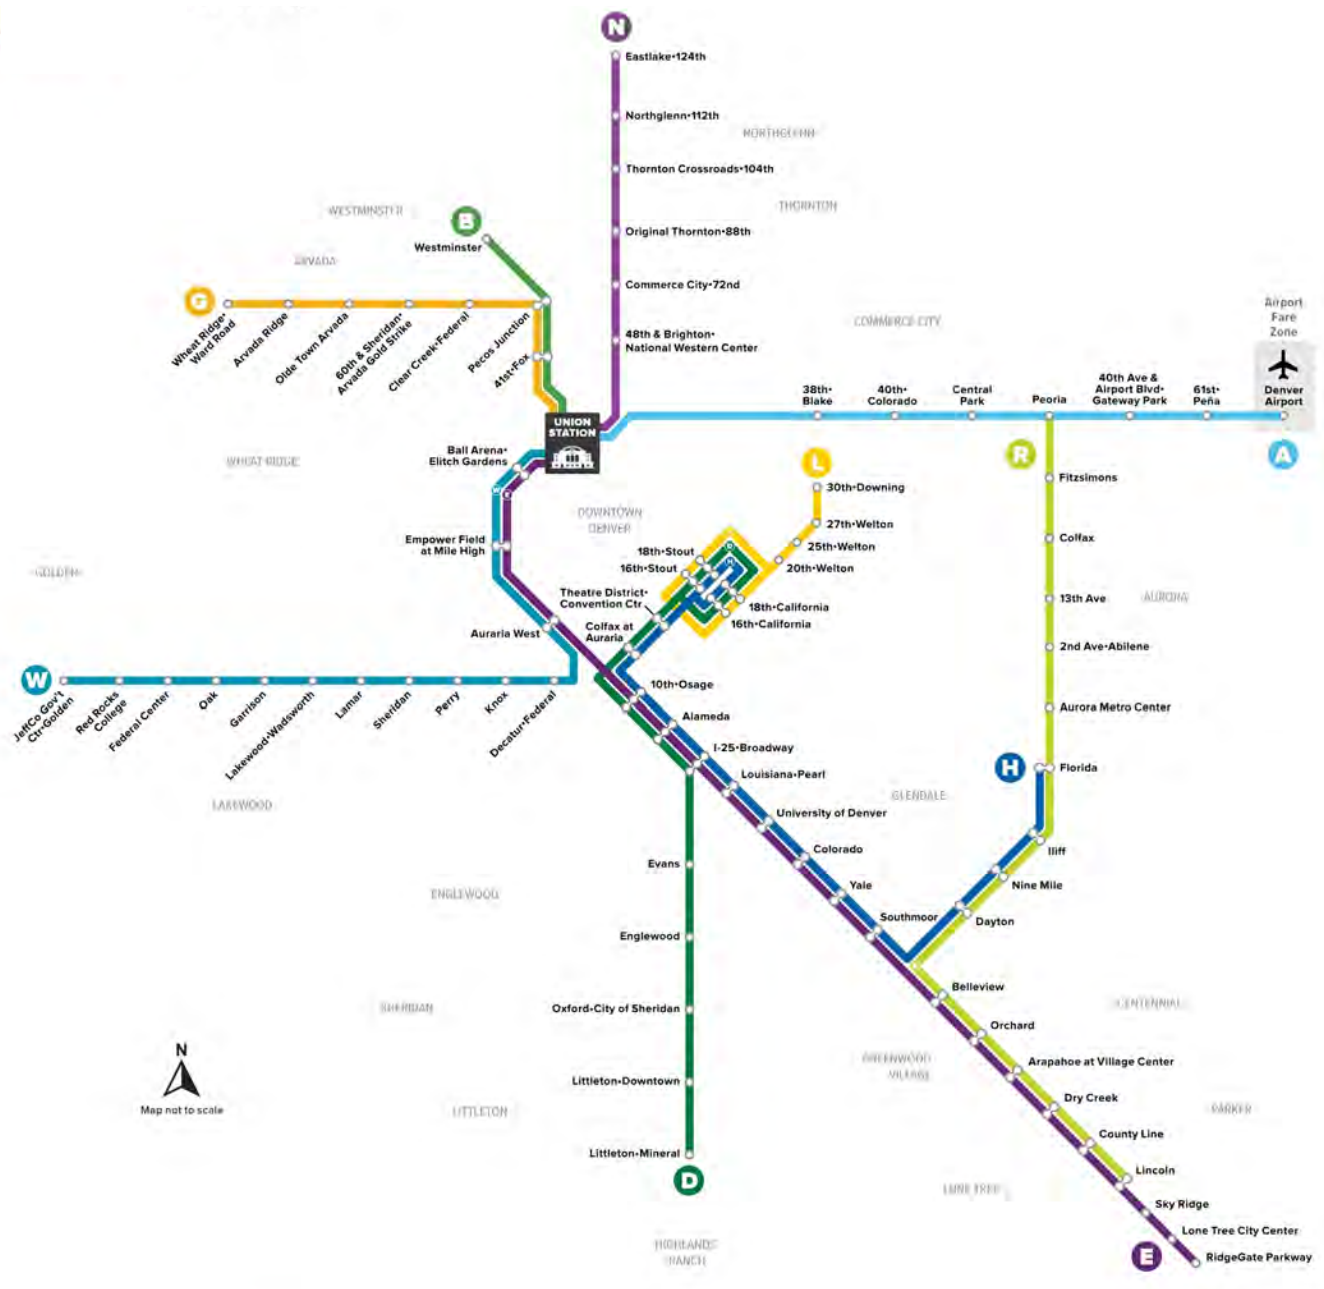 N
Eastlake•124th
Northglenn•112th
NORTHGLENN
Thornton Crossroads•104th
WESTMINSTER
THORNTON
B
Westminster
Original Thornton•88th
ARVADA
Commerce City•72nd
G
Wheat Ridge•
Ward Road
Arvada Ridge
Olde Town Arvada
60th & Sheridan•
Arvada Gold Strike
Clear Creek•Federal
Pecos Junction
41st•Fox
48th & Brighton•
National Western Center
COMMERCE CITY
Airport
Fare
Zone
38th•
Blake
40th•
Colorado
Central
Park
Peoria
40th Ave &
Airport Blvd•
Gateway Park
61st•
Peña
Denver
Airport
A
UNION
STATION
Ball Arena•
Elitch Gardens
WHEAT RIDGE
W
E
L
R
30th•Downing
Fitzsimons
DOWNTOWN
DENVER
27th•Welton
25th•Welton
20th•Welton
Colfax
Empower Field
at Mile High
18th•Stout
16th•Stout
D
H
GOLDEN
Theatre District•
Convention Ctr
18th•California
16th•California
13th Ave
AURORA
Auraria West
Colfax at
Auraria
2nd Ave•Abilene
W
JeffCo Gov't
Ctr•Golden
Red Rocks
College
Federal Center
Oak
Garrison
Lakewood•Wadsworth
Lamar
Sheridan
Perry
Knox
Decatur•Federal
10th•Osage
Alameda
Aurora Metro Center
I-25•Broadway
Louisiana•Pearl
H
Florida
LAKEWOOD
GLENDALE
University of Denver
Colorado
Iliff
Evans
Yale
Nine Mile
ENGLEWOOD
Southmoor
Dayton
Englewood
Belleview
SHERIDAN
Oxford•City of Sheridan
CENTENNIAL
Orchard
N
Map not to scale
GREENWOOD
VILLAGE
Arapahoe at Village Center
Littleton•Downtown
Dry Creek
LITTLETON
PARKER
County Line
Littleton•Mineral
D
Lincoln
LONE TREE
Sky Ridge
Lone Tree City Center
HIGHLANDS
RANCH
E
RidgeGate Parkway